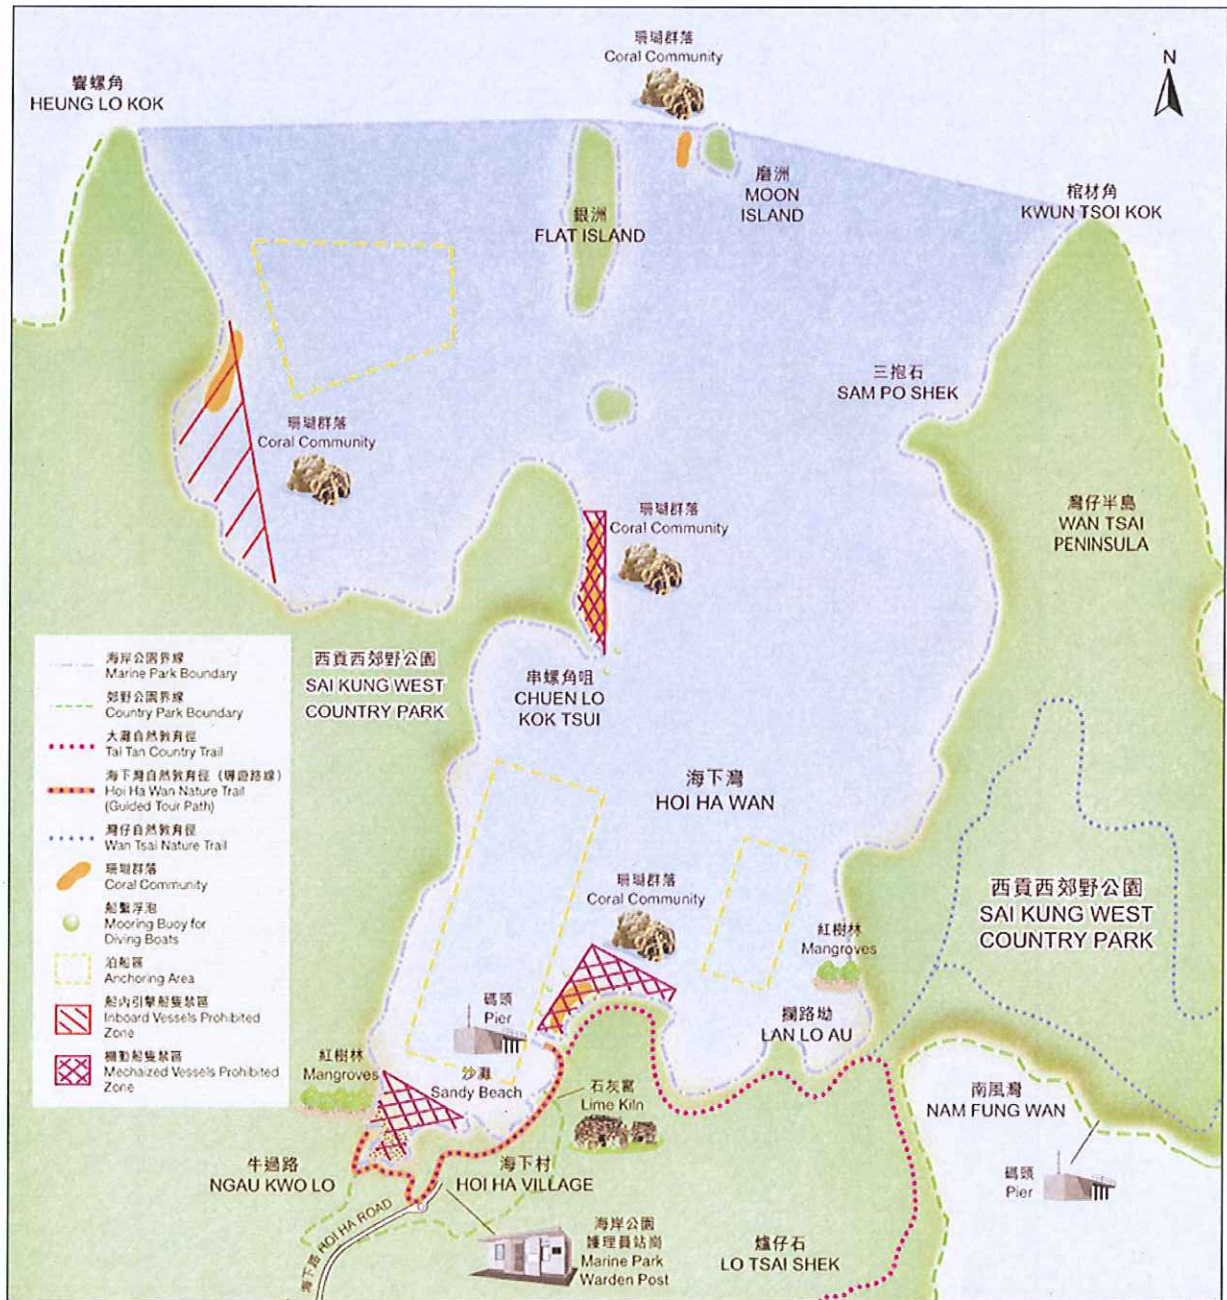 珊瑚群落
Coral Community
N
響螺角
HEUNG LO KOK
磨洲
MOON
ISLAND
棺材角
KWUN TSOI KOK
銀洲
FLAT ISLAND
三抱石
SAM PO SHEK
珊瑚群落
Coral Community
珊瑚群落
Coral Community
灣仔半島
WAN TSAI
PENINSULA
海岸公園界線
Marine Park Boundary
郊野公園界線
Country Park Boundary
大灘自然教育徑
Tai Tan Country Trail
海下灣自然教育徑（導遊路線）
Hoi Ha Wan Nature Trail
(Guided Tour Path)
灣仔自然教育徑
Wan Tsai Nature Trail
珊瑚群落
Coral Community
船繫浮泡
Mooring Buoy for
Diving Boats
泊船區
Anchoring Area
船內引擎船隻禁區
Inboard Vessels Prohibited
Zone
機動船隻禁區
Mechaized Vessels Prohibited
Zone
西貢西郊野公園
SAI KUNG WEST
COUNTRY PARK
串螺角咀
CHUEN LO
KOK TSUI
海下灣
HOI HA WAN
珊瑚群落
Coral Community
西貢西郊野公園
SAI KUNG WEST
COUNTRY PARK
紅樹林
Mangroves
碼頭
Pier
攔路坳
LAN LO AU
紅樹林
Mangroves
沙灘
Sandy Beach
石灰窰
Lime Kiln
南風灣
NAM FUNG WAN
牛過路
NGAU KWO LO
海下村
HOI HA VILLAGE
碼頭
Pier
海下路 HOI HA ROAD
海岸公園
護理員站崗
Marine Park
Warden Post
爐仔石
LO TSAI SHEK